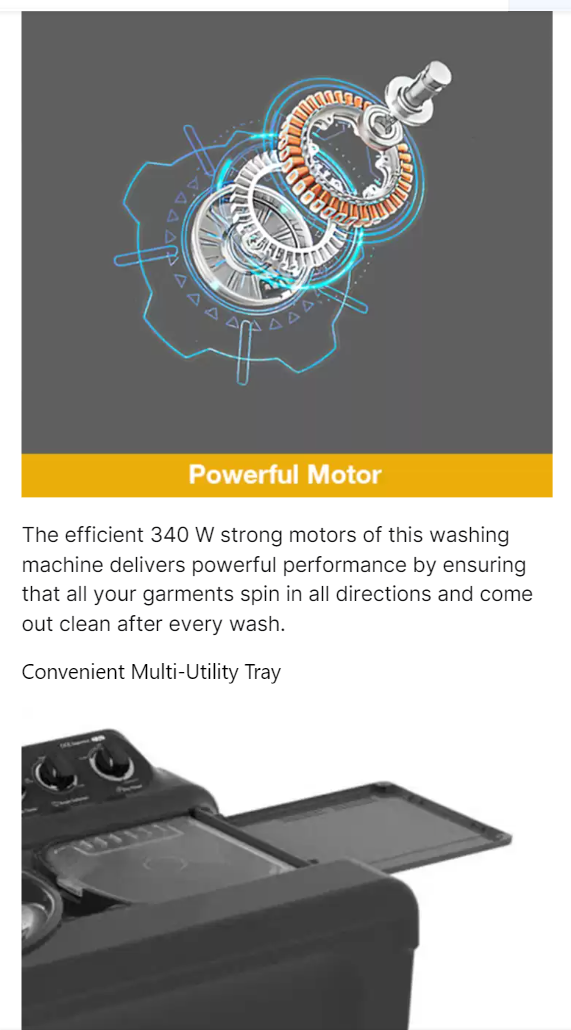 Powerful Motor
The efficient 340 W strong motors of this washing
machine delivers powerful performance by ensuring
that all your garments spin in all directions and come
out clean after every wash.
Convenient Multi-Utility Tray